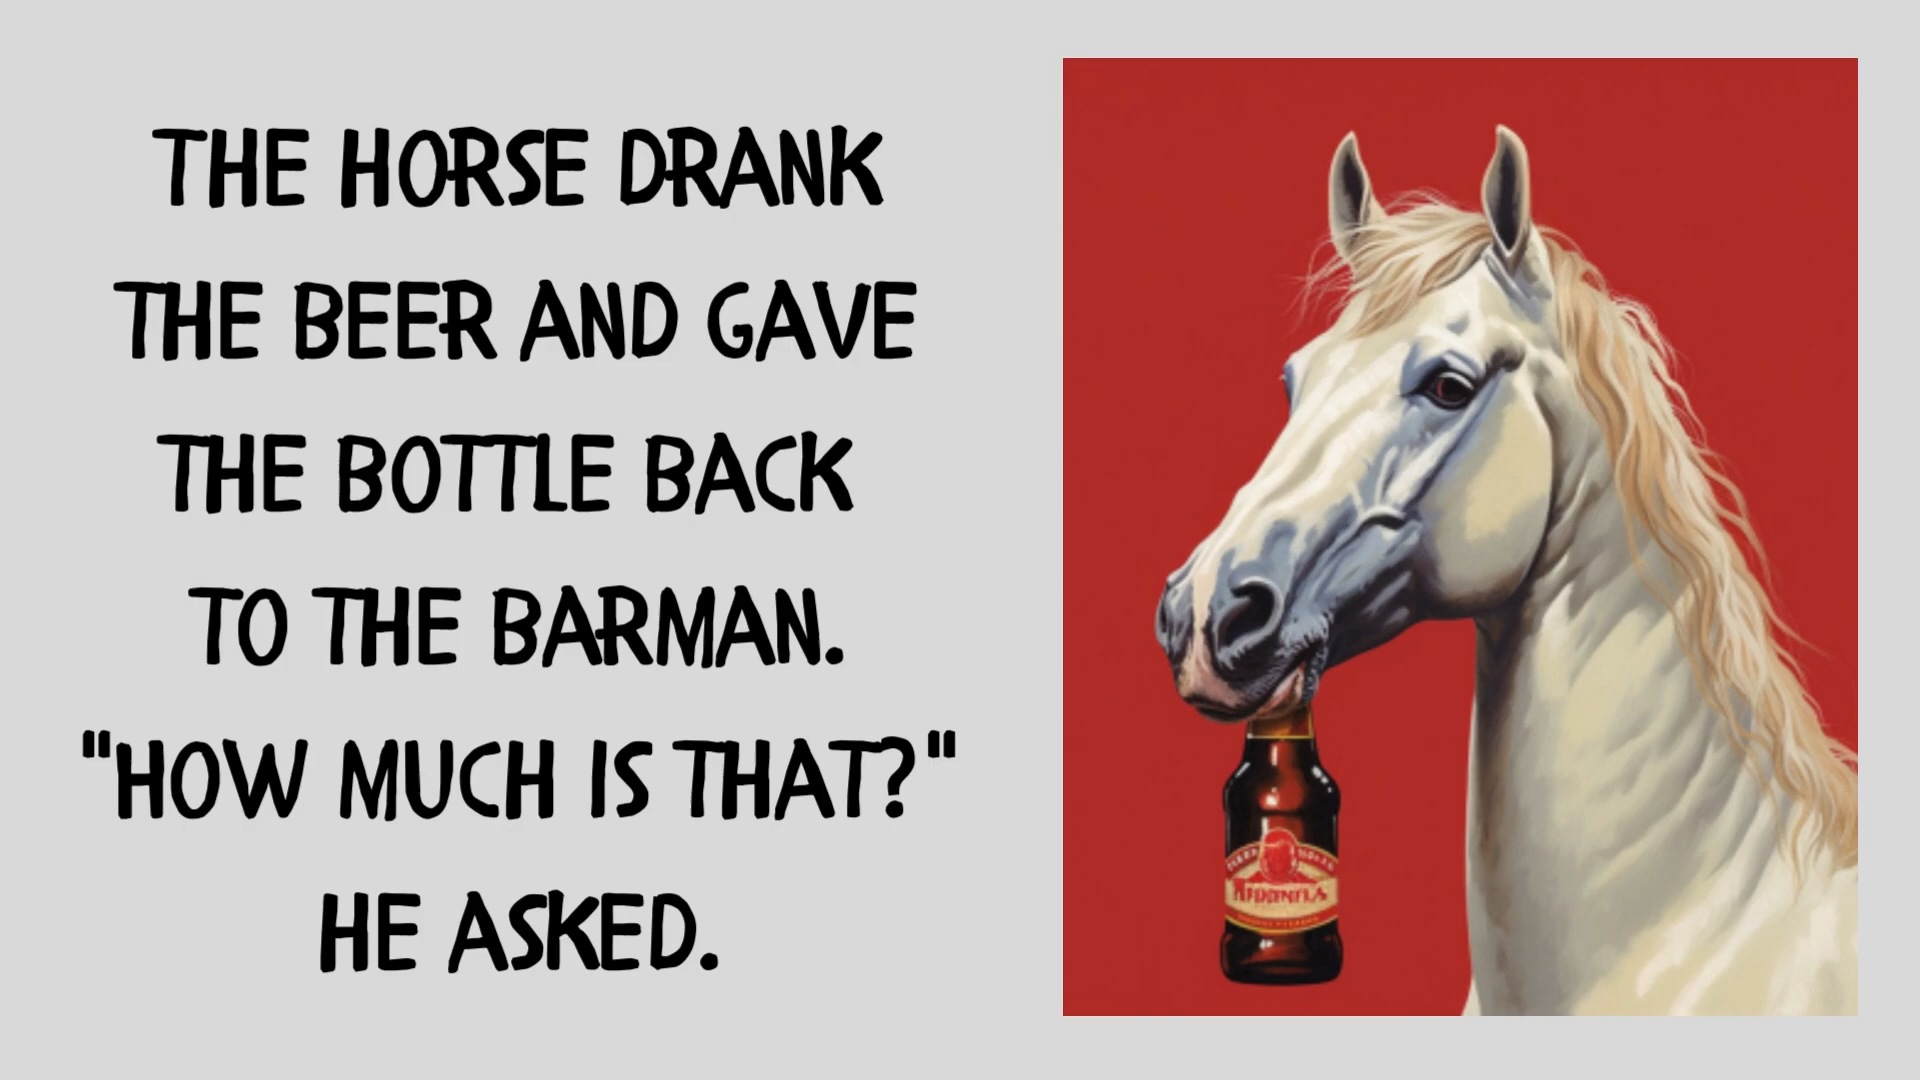 THE HORSE DRANK
THE BEER AND GAVE
THE BOTTLE BACK
TO THE BARMAN.
"HOW MUCH IS THAT?"
HE ASKED.